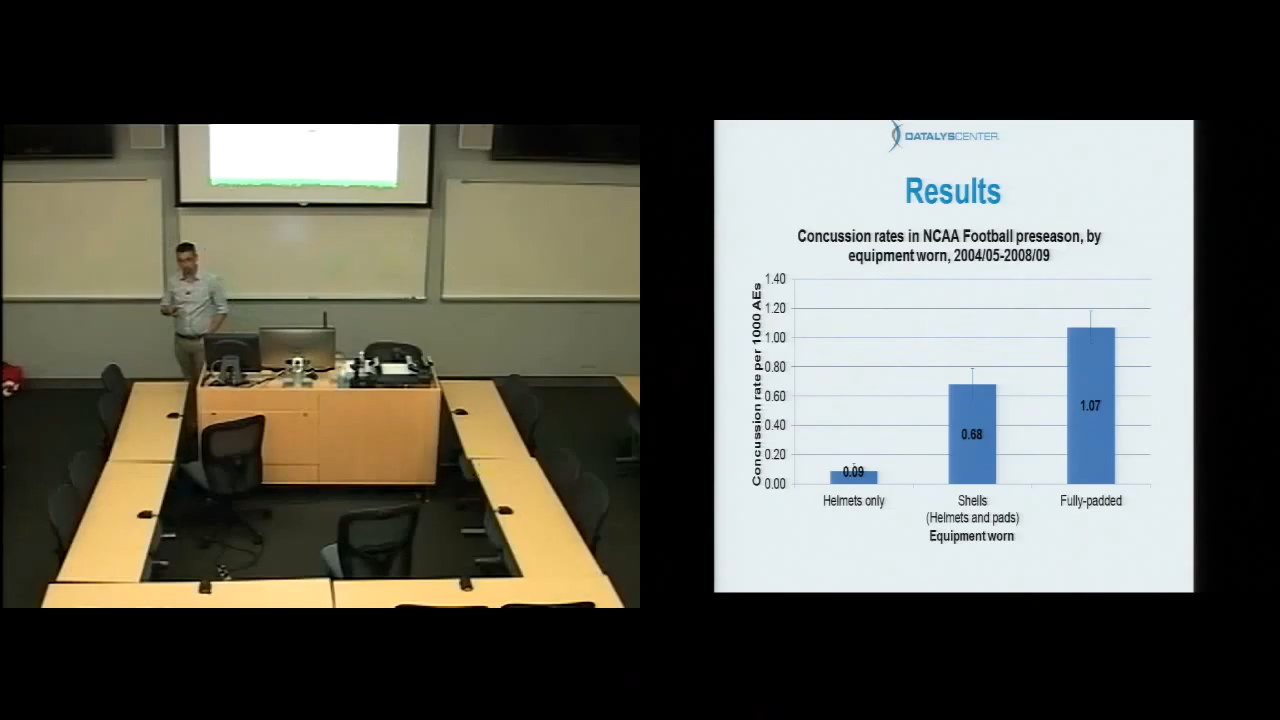 DATALYSCENTER
Results
Concussion rates in NCAA Football preseason, by
equipment worn, 2004/05-2008/09
Concussion rate per 1000 AEs
1.40
1.20
1.00
0.80
0.60
0.40
0.20
0.00
0.09
0.68
1.07
Helmets only
Shells
(Helmets and pads)
Fully-padded
Equipment worn